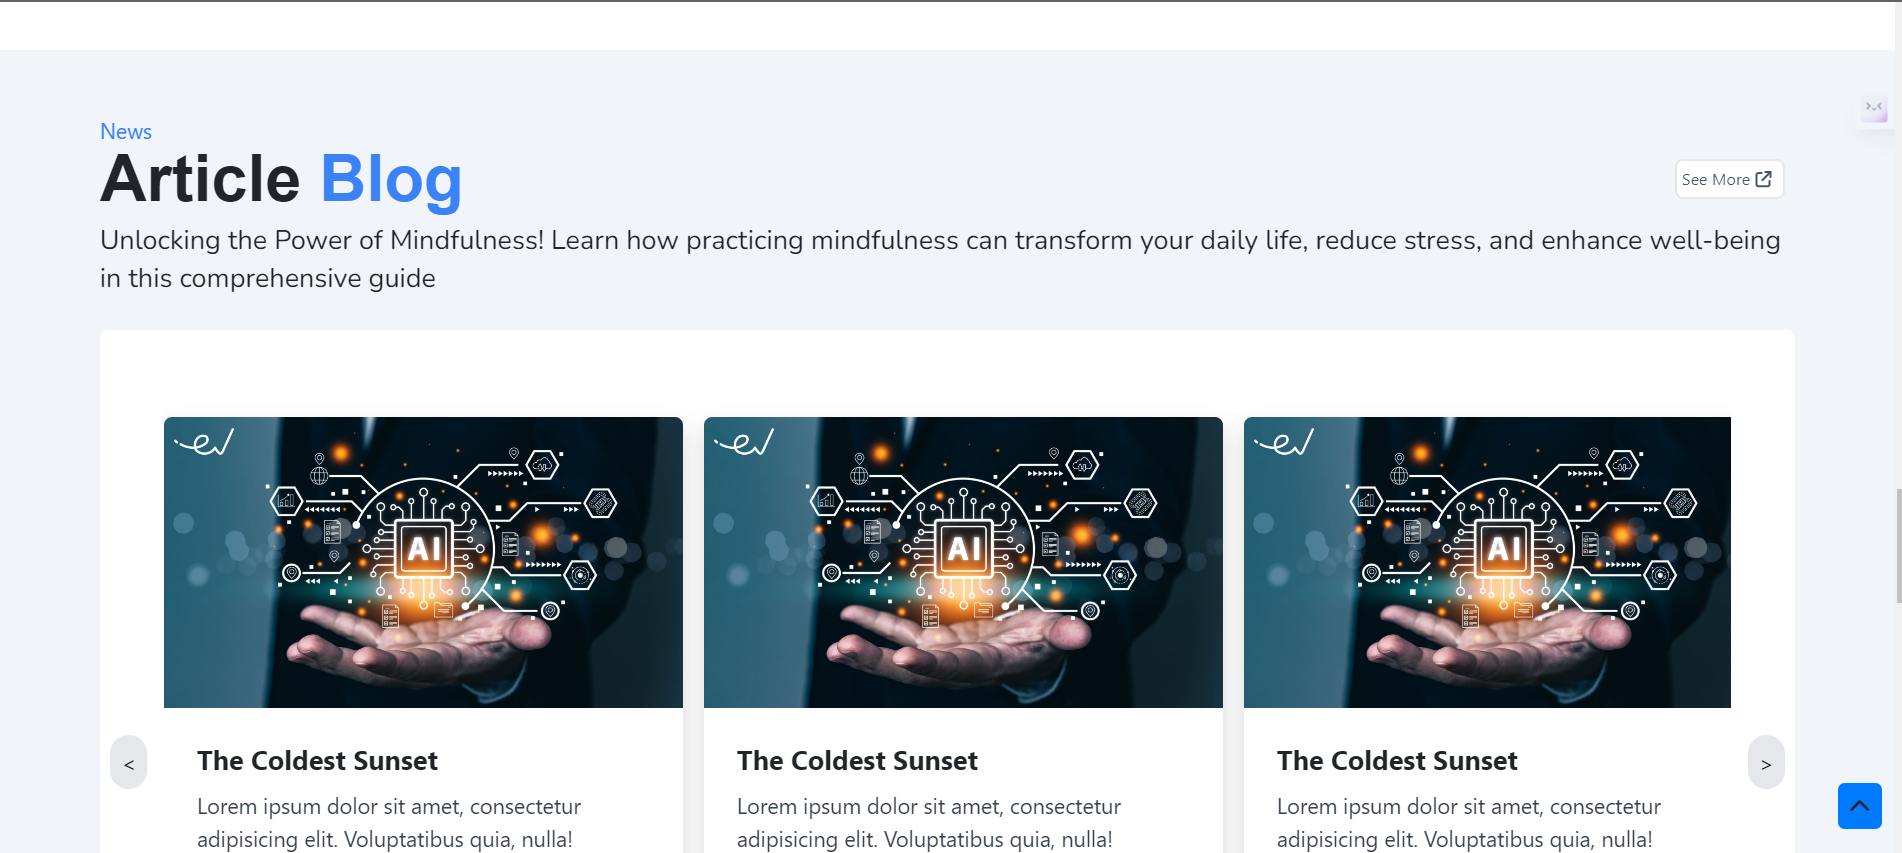 News
Article Blog
See More
Unlocking the Power of Mindfulness! Learn how practicing mindfulness can transform your daily life, reduce stress, and enhance well-being
in this comprehensive guide
AI
AI
AI
The Coldest Sunset
Lorem ipsum dolor sit amet, consectetur
adipisicing elit. Voluptatibus quia, nulla!
The Coldest Sunset
Lorem ipsum dolor sit amet, consectetur
adipisicing elit. Voluptatibus quia, nulla!
The Coldest Sunset
Lorem ipsum dolor sit amet, consectetur
adipisicing elit. Voluptatibus quia, nulla!
<
>